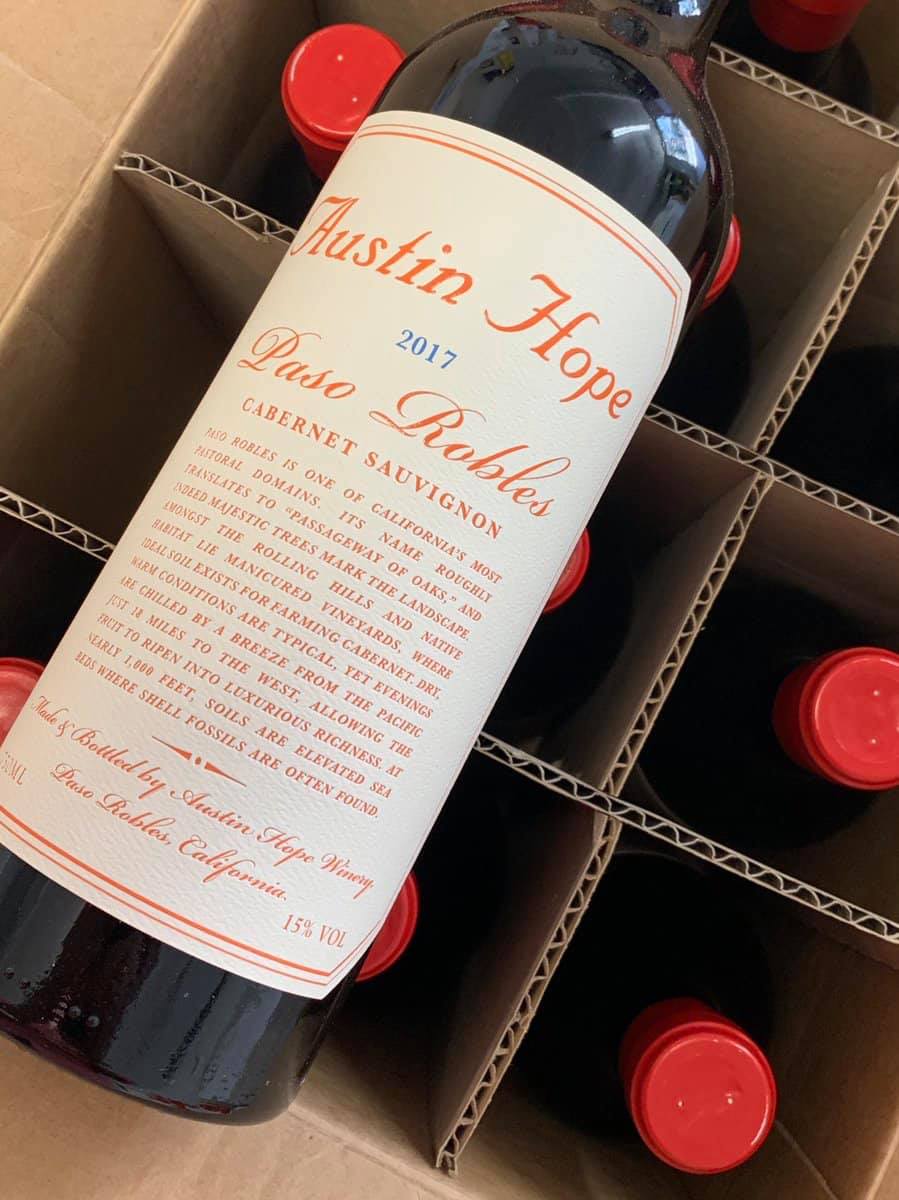 Austin Hope
2017
Paso Robles
CABERNET SAUVIGNON
PASO ROBLES IS ONE OF CALIFORNIA'S MOST
PASTORAL DOMAINS. ITS NAME ROUGHLY
TRANSLATES TO “PASSAGEWAY OF OAKS,” AND
INDEED MAJESTIC TREES MARK THE LANDSCAPE.
AMONGST THE ROLLING HILLS AND NATIVE
HABITAT LIE MANICURED VINEYARDS, WHERE
IDEAL SOIL EXISTS FOR FARMING CABERNET. DRY,
WARM CONDITIONS ARE TYPICAL, YET EVENINGS
ARE CHILLED BY A BREEZE FROM THE PACIFIC
JUST 18 MILES TO THE WEST, ALLOWING THE
FRUIT TO RIPEN INTO LUXURIOUS RICHNESS. AT
NEARLY 1,000 FEET, SOILS ARE ELEVATED SEA
BEDS WHERE SHELL FOSSILS ARE OFTEN FOUND.
Made & Bottled by Austin Hope Winery,
Paso Robles, California.
750ML
15% VOL